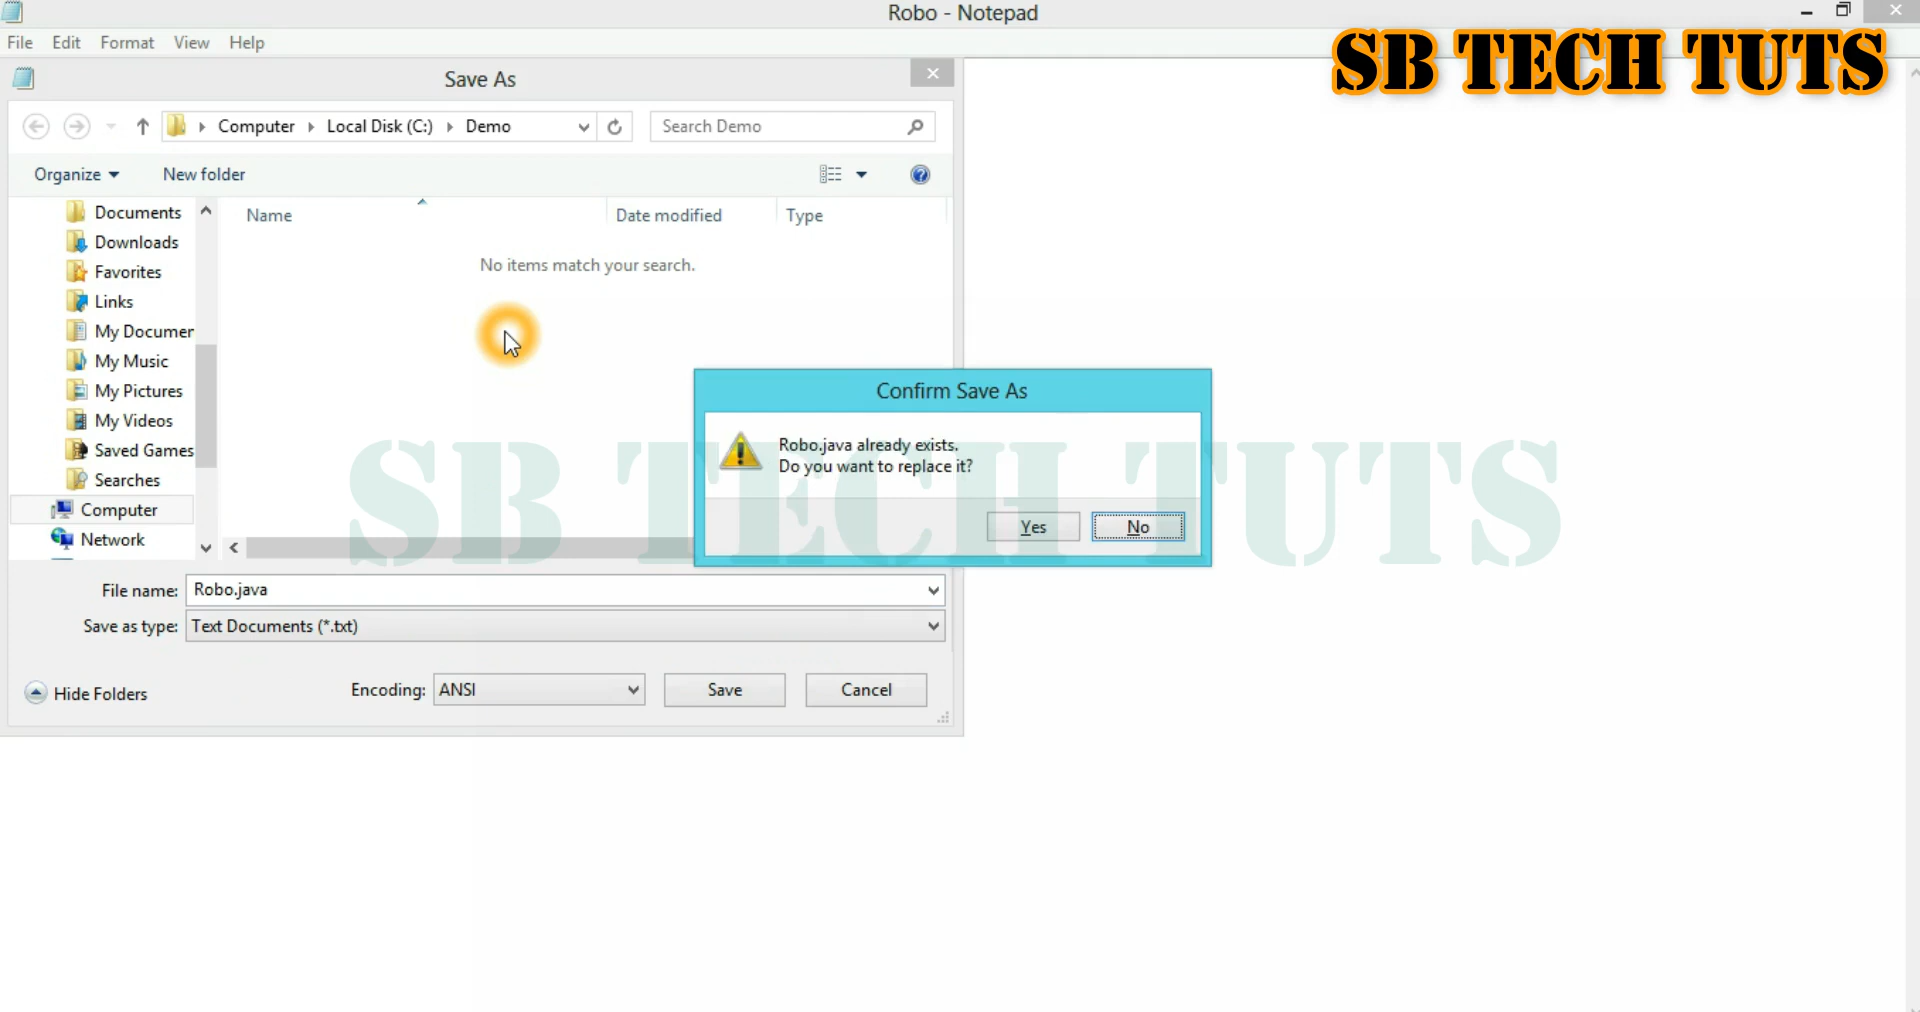 Robo - Notepad
File Edit Format View Help
SB TECH TUTS
Save As
Computer Local Disk (C:) Demo
Search Demo
Organize New folder
Name Date modified Type
No items match your search.
Documents
Downloads
Favorites
Links
My Documen
My Music
My Pictures
My Videos
Saved Games
Searches
Computer
Network
Confirm Save As
Robo.java already exists.
Do you want to replace it?
Yes No
SB TECH TUTS
File name: Robo.java
Save as type: Text Documents (*.txt)
Hide Folders Encoding: ANSI Save Cancel